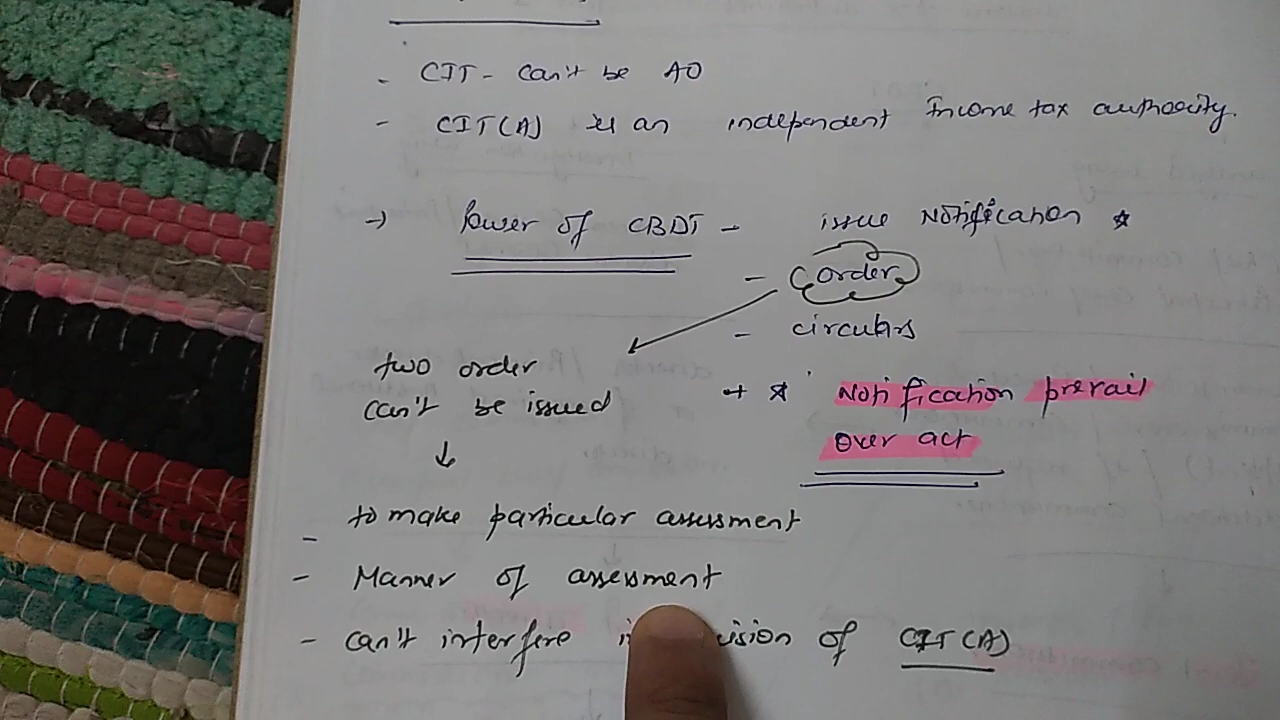 - CIT - can't be AO
- CIT(A) is an independent Income tax authority.
→ Power of CBDT - issue Notification ☆
- order
- circulars
two order
can't be issued
→ ☆ Notification prevail
over act
↓
- to make particular assessment
- Manner of assessment
- can't interfere of CIT(A)